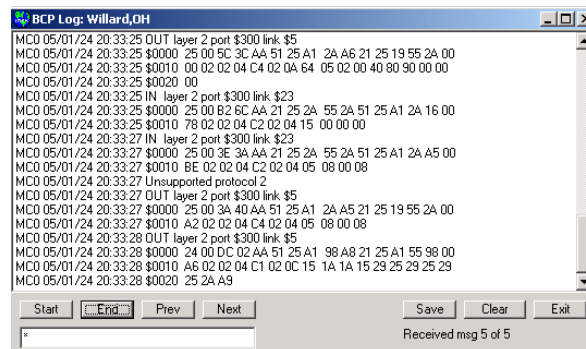 BCP Log: Willard,OH
MC0 05/01/24 20:33:25 OUT layer 2 port $300 link $5
MC0 05/01/24 20:33:25 $0000 25 00 5C 3C AA 51 25 A1 2A A6 21 25 19 55 2A 00
MC0 05/01/24 20:33:25 $0010 00 02 02 04 C4 02 0A 64 05 02 00 40 80 90 00 00
MC0 05/01/24 20:33:25 $0020 00
MC0 05/01/24 20:33:25 IN layer 2 port $300 link $23
MC0 05/01/24 20:33:25 $0000 25 00 B2 6C AA 21 25 2A 55 2A 51 25 A1 2A 16 00
MC0 05/01/24 20:33:25 $0010 78 02 02 04 C2 02 04 15 00 00 00
MC0 05/01/24 20:33:27 IN layer 2 port $300 link $23
MC0 05/01/24 20:33:27 $0000 25 00 3E 3A AA 21 25 2A 55 2A 51 25 A1 2A A5 00
MC0 05/01/24 20:33:27 $0010 BE 02 02 04 C2 02 04 05 08 00 08
MC0 05/01/24 20:33:27 Unsupported protocol 2
MC0 05/01/24 20:33:27 OUT layer 2 port $300 link $5
MC0 05/01/24 20:33:27 $0000 25 00 3A 40 AA 51 25 A1 2A A5 21 25 19 55 2A 00
MC0 05/01/24 20:33:27 $0010 A2 02 02 04 C4 02 04 05 08 00 08
MC0 05/01/24 20:33:28 OUT layer 2 port $300 link $5
MC0 05/01/24 20:33:28 $0000 24 00 DC 02 AA 51 25 A1 98 A8 21 25 A1 55 98 00
MC0 05/01/24 20:33:28 $0010 A6 02 02 04 C1 02 0C 15 1A 1A 15 29 25 29 25 29
MC0 05/01/24 20:33:28 $0020 25 2A A9
Start End Prev Next Save Clear Exit
* Received msg 5 of 5